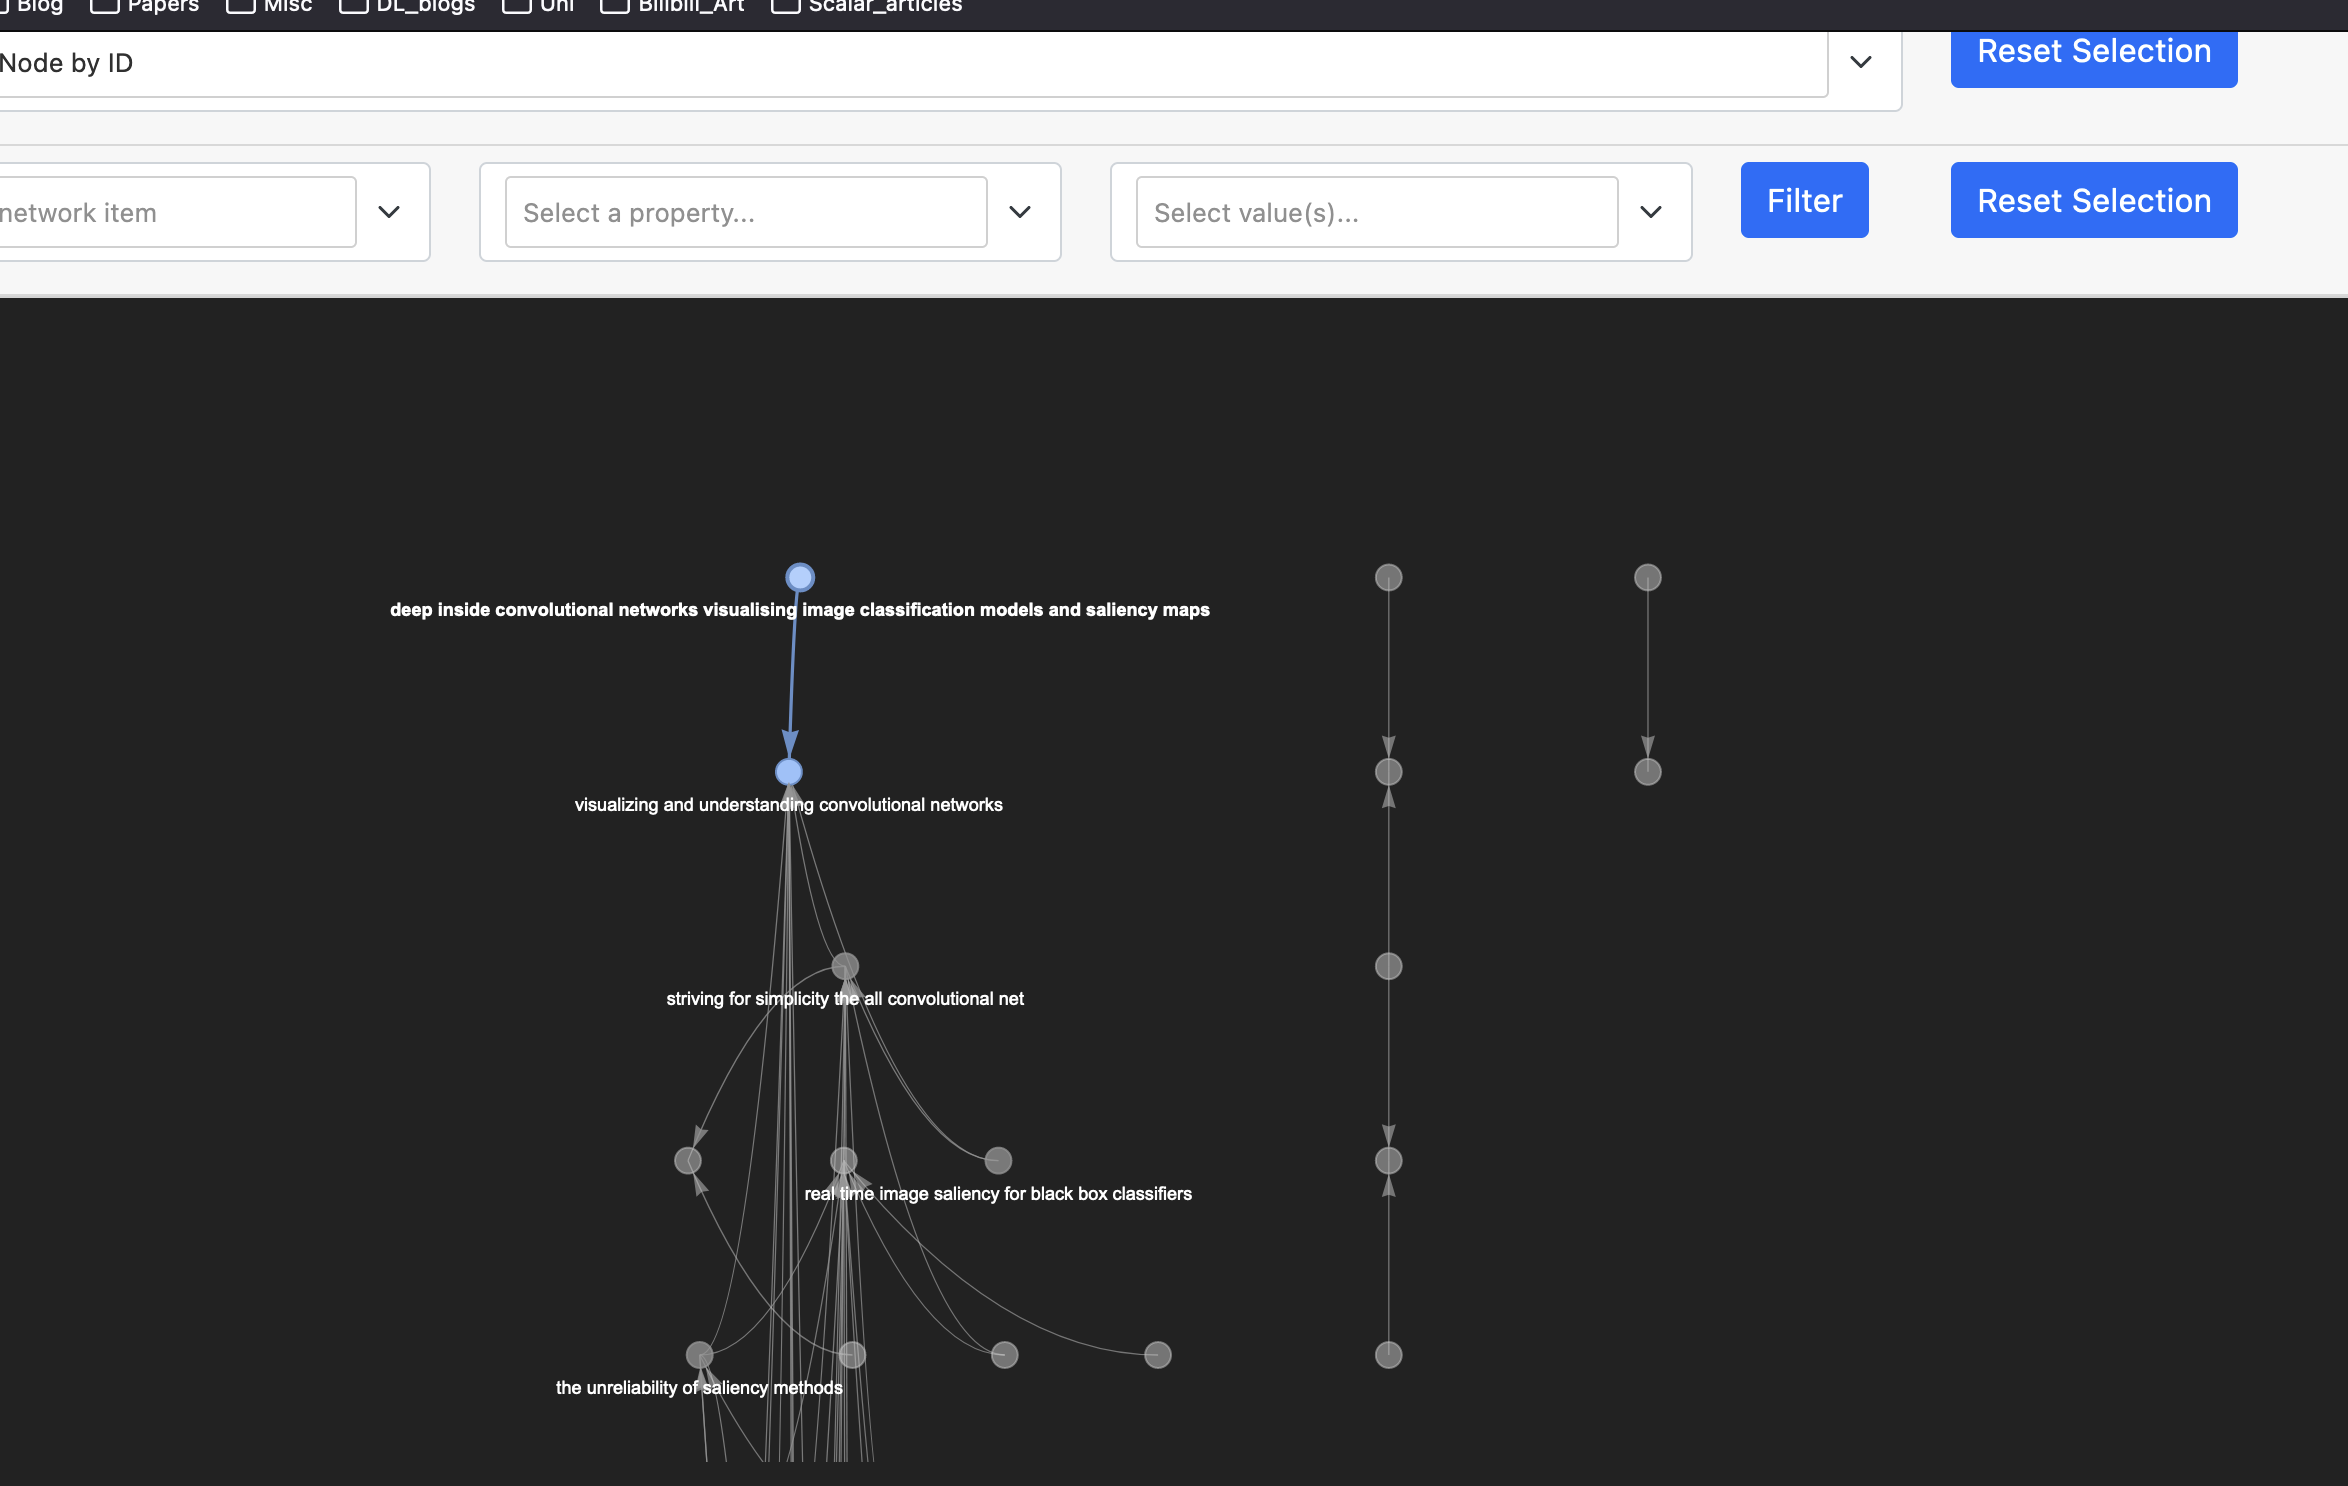 Blog Papers Misc DL_blogs Uni Bilibili_Art Scalar_articles
Node by ID
Reset Selection
network item
Select a property...
Select value(s)...
Filter
Reset Selection
deep inside convolutional networks visualising image classification models and saliency maps
visualizing and understanding convolutional networks
striving for simplicity the all convolutional net
real time image saliency for black box classifiers
the unreliability of saliency methods